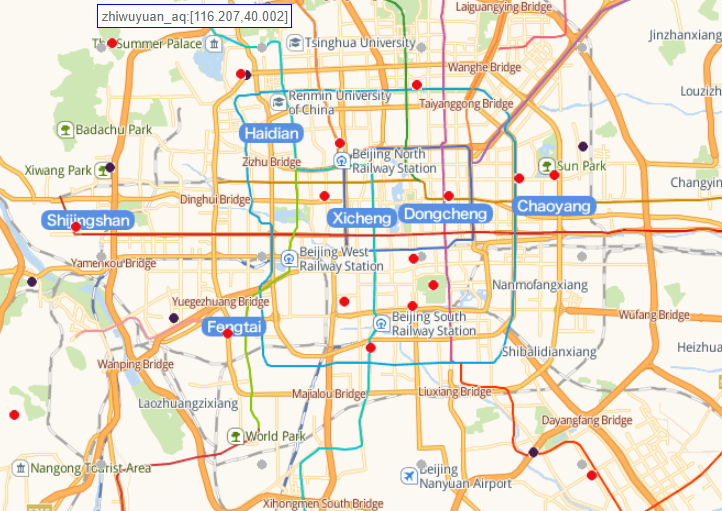 Laiguangying Bridge
zhiwuyuan_aq:[116.207,40.002]
Jinzhanxiang
The Summer Palace
Tsinghua University
Wanghe Bridge
Renmin University
of China
Taiyanggong Bridge
Louzizh
Badachu Park
Haidian
Beijing North
Railway Station
Zizhu Bridge
Xiwang Park
Sun Park
Changyin
Dinghui Bridge
Shijingshan
Xicheng
Dongcheng
Chaoyang
Beijing West
Railway Station
Yamenkou Bridge
Nanmofangxiang
Yuegezhuang Bridge
Wufang Bridge
Fengtai
Beijing South
Railway Station
Heizhua
Shibalidianxiang
Wanping Bridge
Majialou Bridge
Liuxiang Bridge
Laozhuangzixiang
Dayangfang Bridge
World Park
Nangong Tourist Area
Beijing
Nanyuan Airport
Xihongmen South Bridge